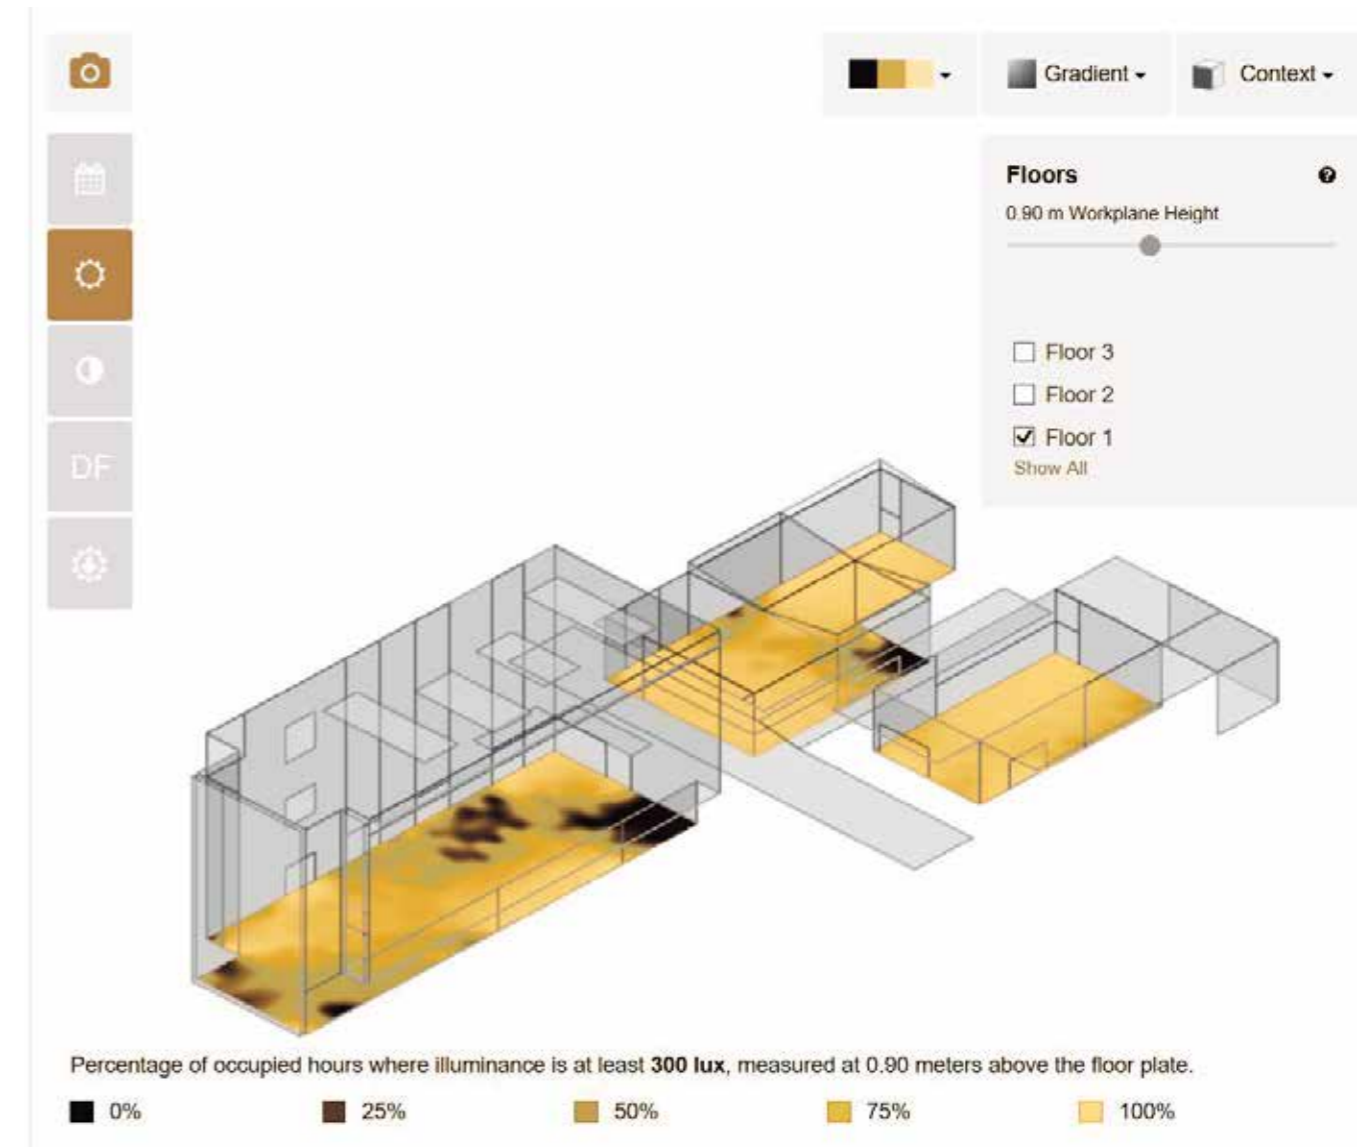 Gradient
Context
Floors
0.90 m Workplane Height
Floor 3
Floor 2
Floor 1
Show All
DF
Percentage of occupied hours where illuminance is at least 300 lux, measured at 0.90 meters above the floor plate.
0% 25% 50% 75% 100%